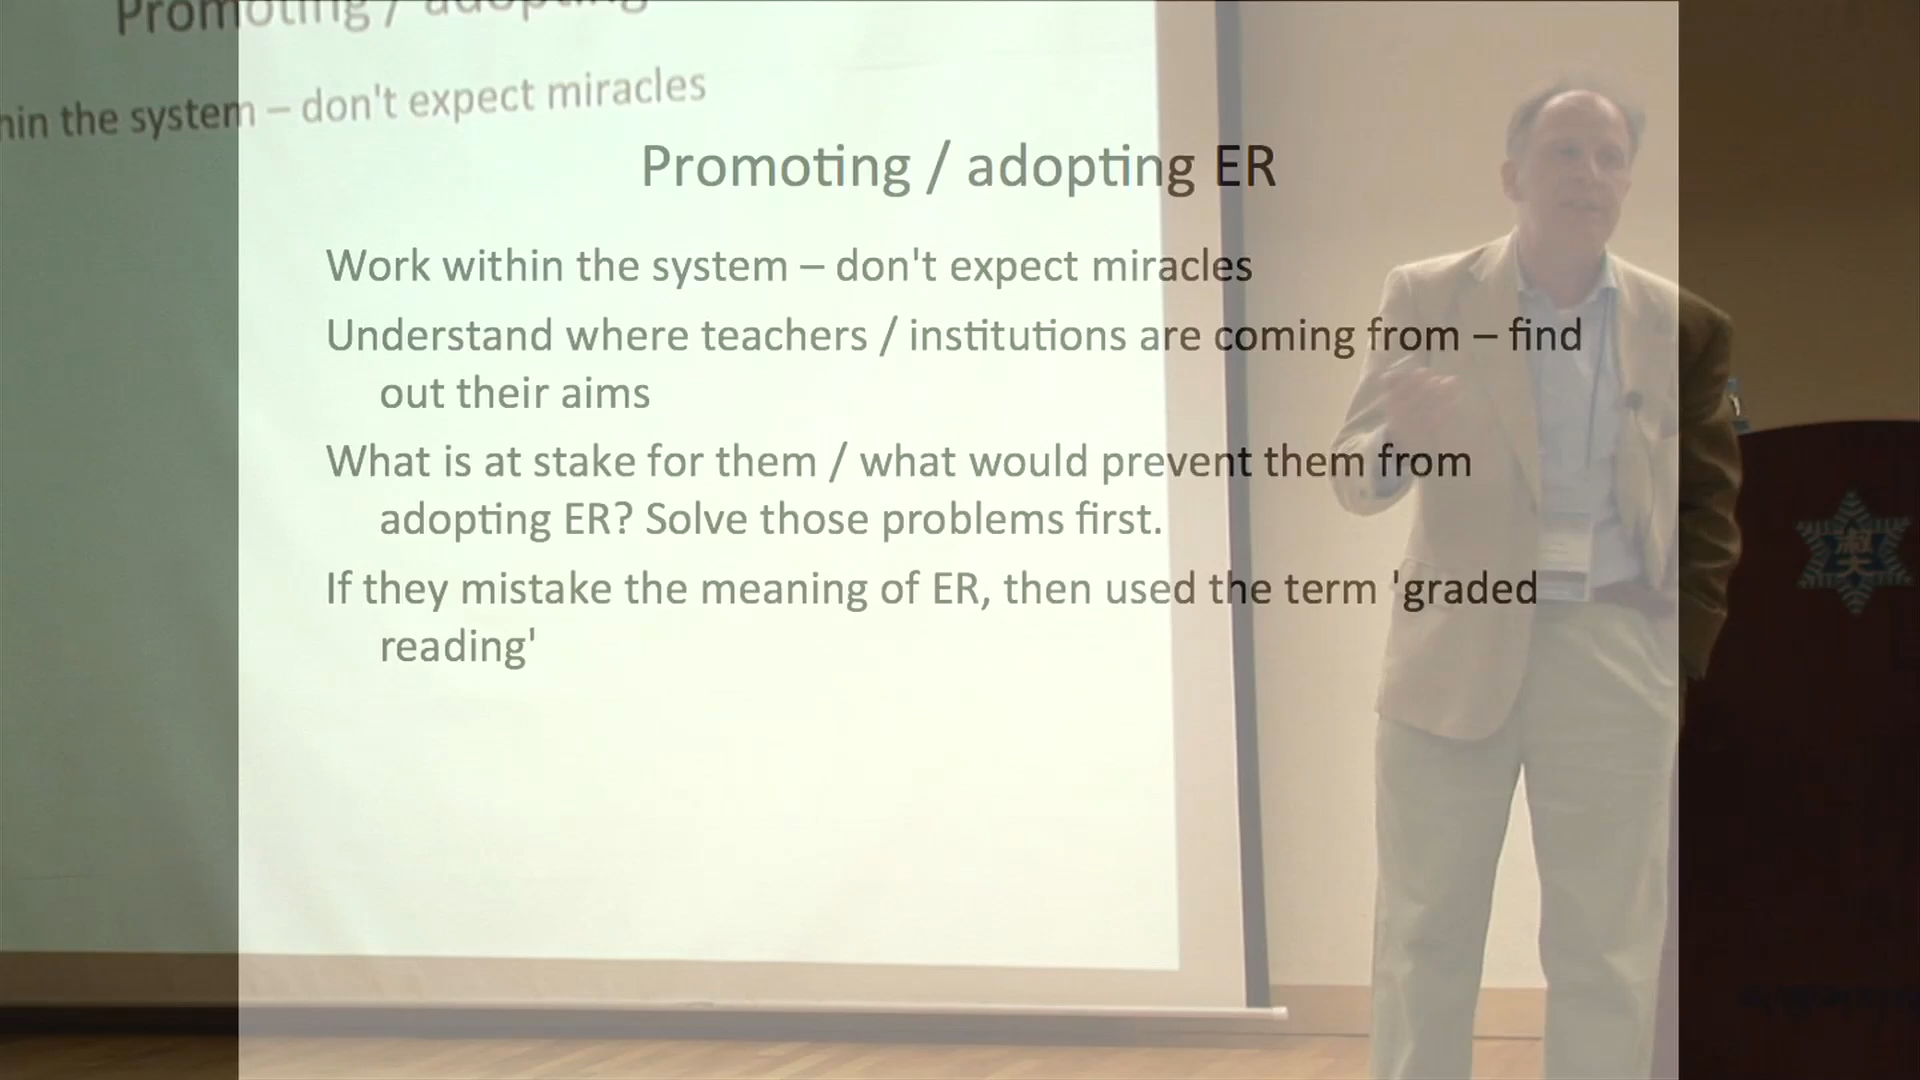 Promoting / adopting
hin the system – don't expect miracles
Promoting / adopting ER
Work within the system – don't expect miracles
Understand where teachers / institutions are coming from – find
out their aims
What is at stake for them / what would prevent them from
adopting ER? Solve those problems first.
If they mistake the meaning of ER, then used the term 'graded
reading'
淑大